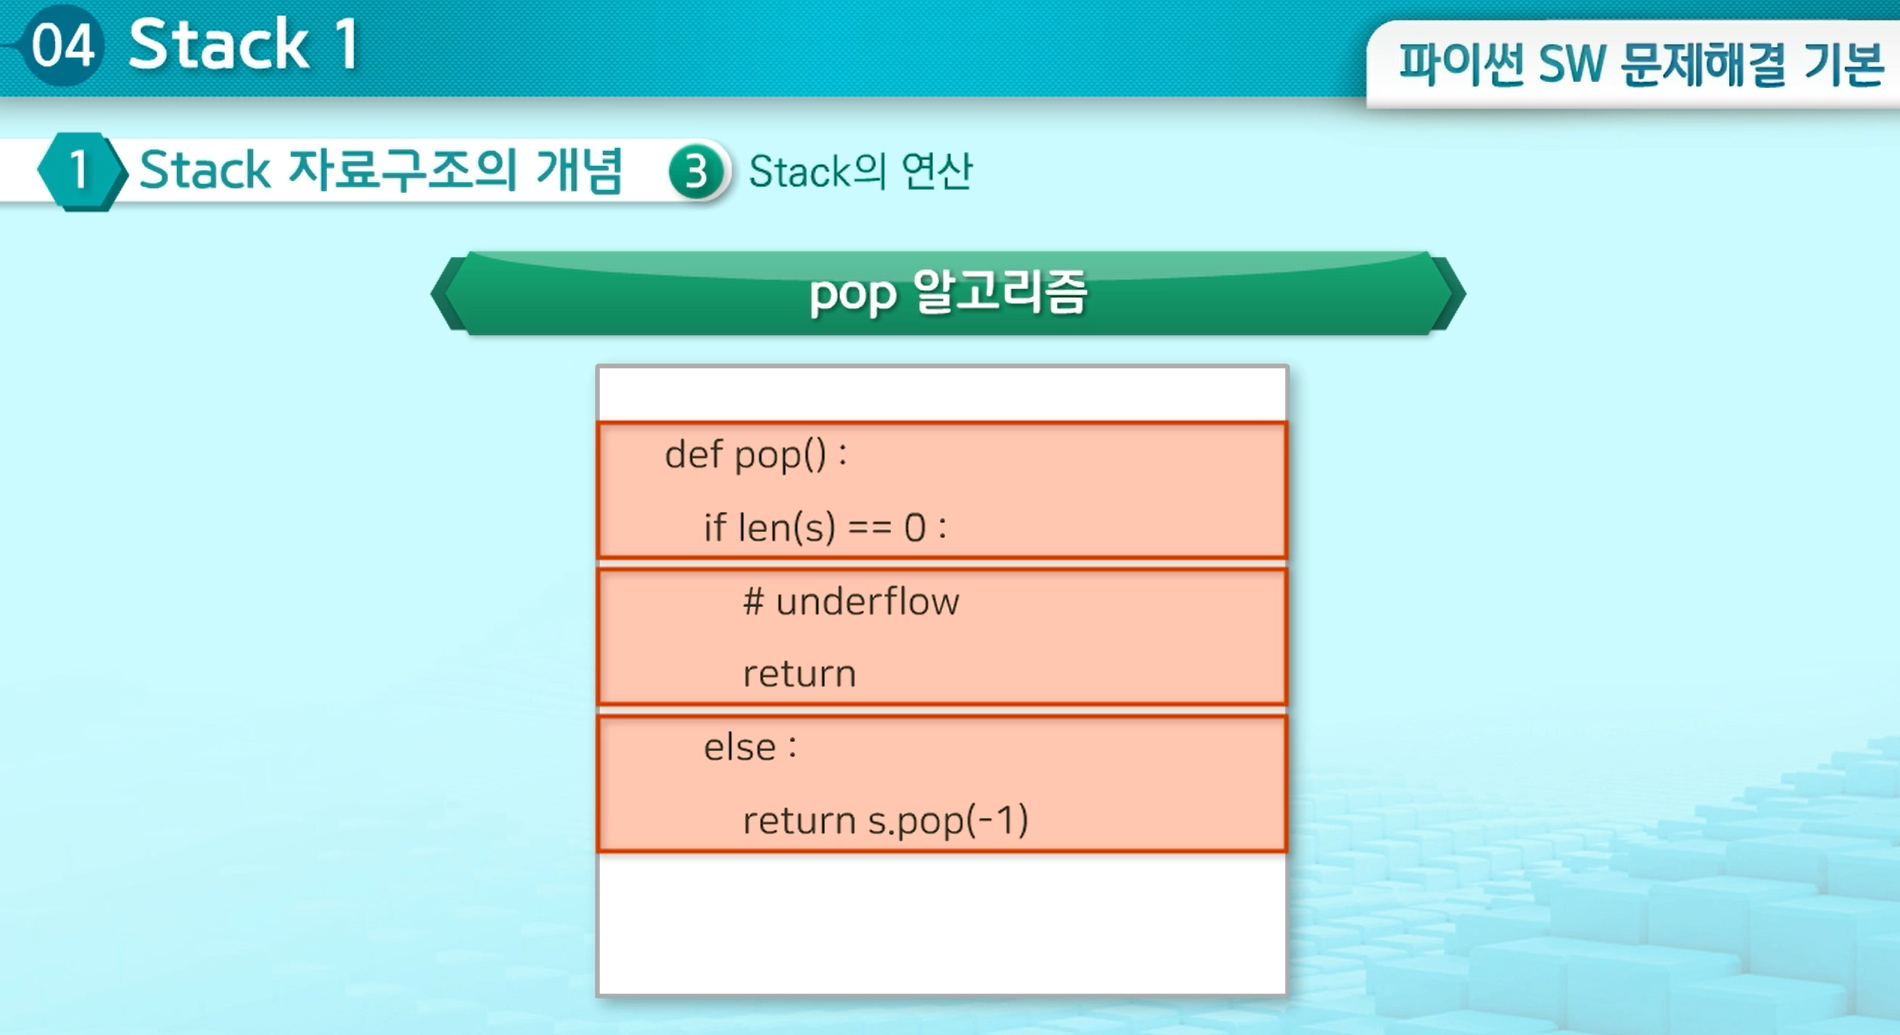 04 Stack 1
파이썬 SW 문제해결 기본
1 Stack 자료구조의 개념 3 Stack의 연산
pop 알고리즘
def pop() :
if len(s) == 0 :
# underflow
return
else :
return s.pop(-1)